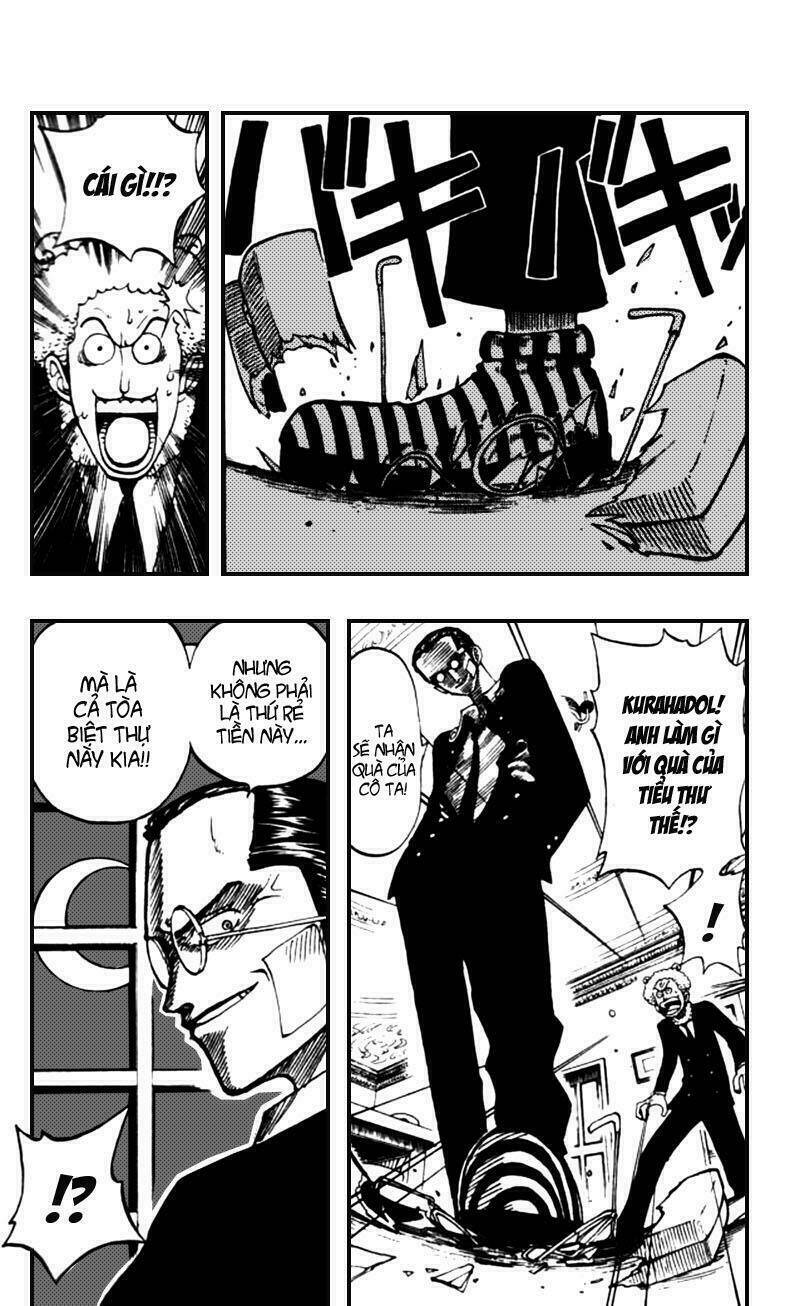 バキバキッ
CÁI GÌ!!?
KURAHADOL!
ANH LÀM GÌ
VỚI QUÀ CỦA
TIỂU THƯ
THẾ!?
!
TA
SẼ NHẬN
QUÀ CỦA
CÔ TA!
NHƯNG
KHÔNG PHẢI
LÀ THỨ RẺ
TIỀN NÀY...
MÀ LÀ
CẢ TÒA
BIỆT THỰ
NÀY KIA!!
!?